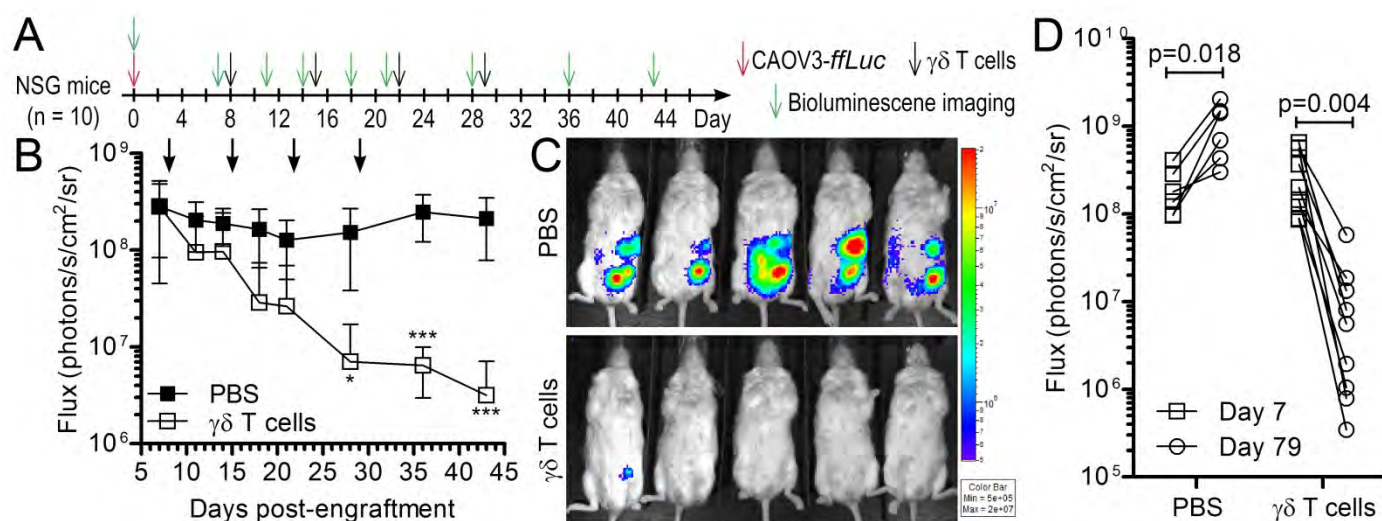 A
NSG mice
(n = 10)
0 4 8 12 16 20 24 28 32 36 40 44 Day
CAOV3-ffLuc γδ T cells
Bioluminescene imaging
B
Flux (photons/s/cm²/sr)
10⁹
10⁸
10⁷
10⁶
***
*
***
PBS
γδ T cells
5 10 15 20 25 30 35 40 45
Days post-engraftment
C
PBS
γδ T cells
10⁷
10⁶
Color Bar
Min = 5e+05
Max = 2e+07
D
Flux (photons/s/cm²/sr)
10¹⁰
10⁹
10⁸
10⁷
10⁶
10⁵
p=0.018
p=0.004
Day 7
Day 79
PBS γδ T cells